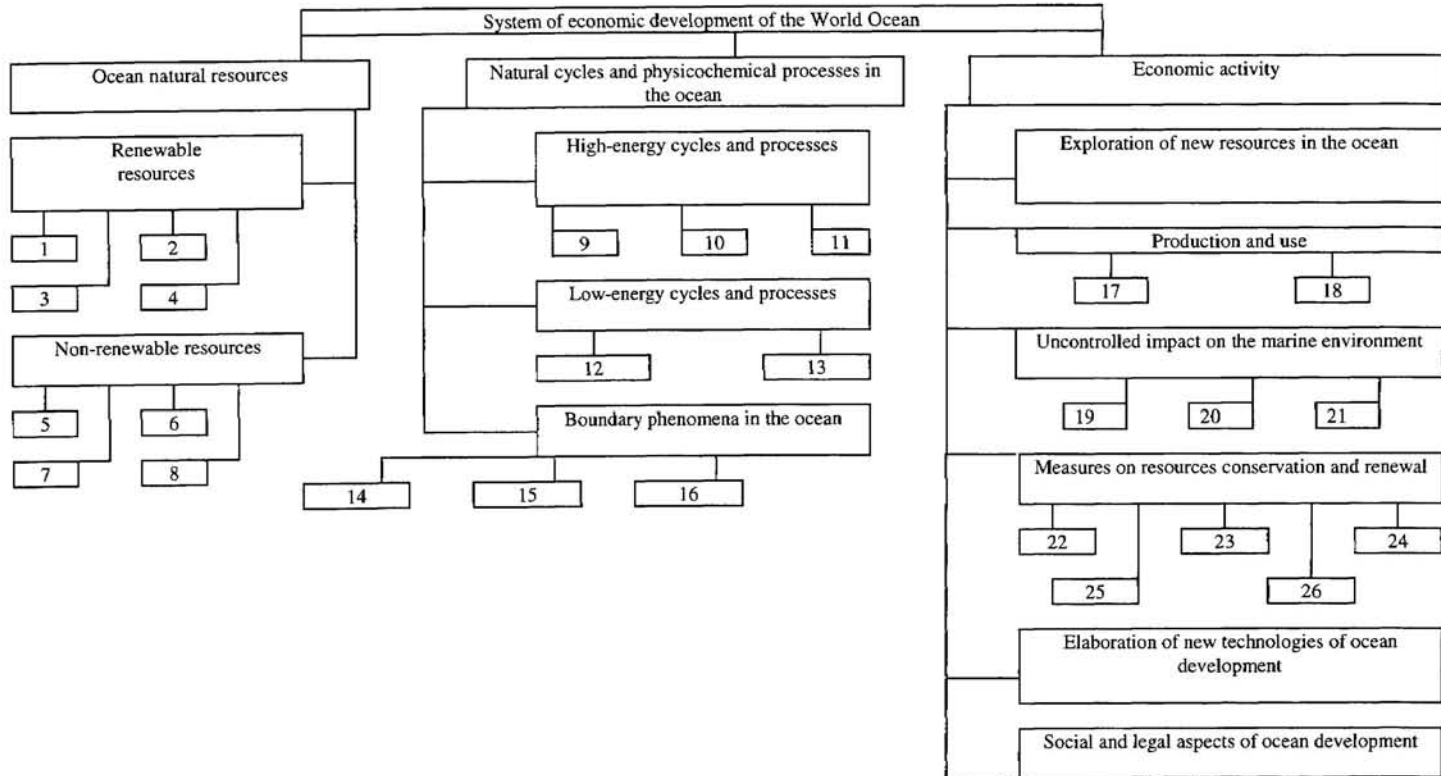 System of economic development of the World Ocean
Ocean natural resources
Renewable
resources
1
2
3
4
Non-renewable resources
5
6
7
8
Natural cycles and physicochemical processes in
the ocean
High-energy cycles and processes
9
10
11
Low-energy cycles and processes
12
13
Boundary phenomena in the ocean
14
15
16
Economic activity
Exploration of new resources in the ocean
Production and use
17
18
Uncontrolled impact on the marine environment
19
20
21
Measures on resources conservation and renewal
22
23
24
25
26
Elaboration of new technologies of ocean
development
Social and legal aspects of ocean development